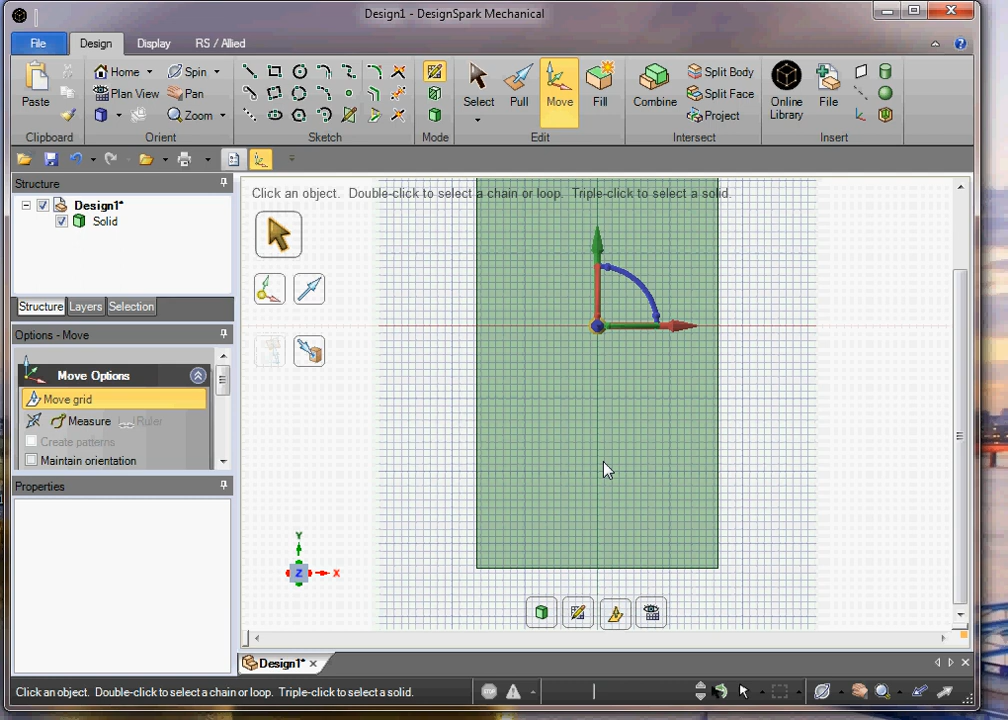 Design1 - DesignSpark Mechanical
File Design Display RS / Allied
Paste
Clipboard
Home Spin
Plan View Pan
Zoom
Orient
Sketch
Mode
Select Pull Move Fill
Edit
Combine
Split Body
Split Face
Project
Intersect
Online Library
File
Insert
Structure
Design1*
Solid
Structure Layers Selection
Options - Move
Move Options
Move grid
Measure Ruler
Create patterns
Maintain orientation
Properties
Click an object. Double-click to select a chain or loop. Triple-click to select a solid.
Y
Z X
Design1*
Click an object. Double-click to select a chain or loop. Triple-click to select a solid.